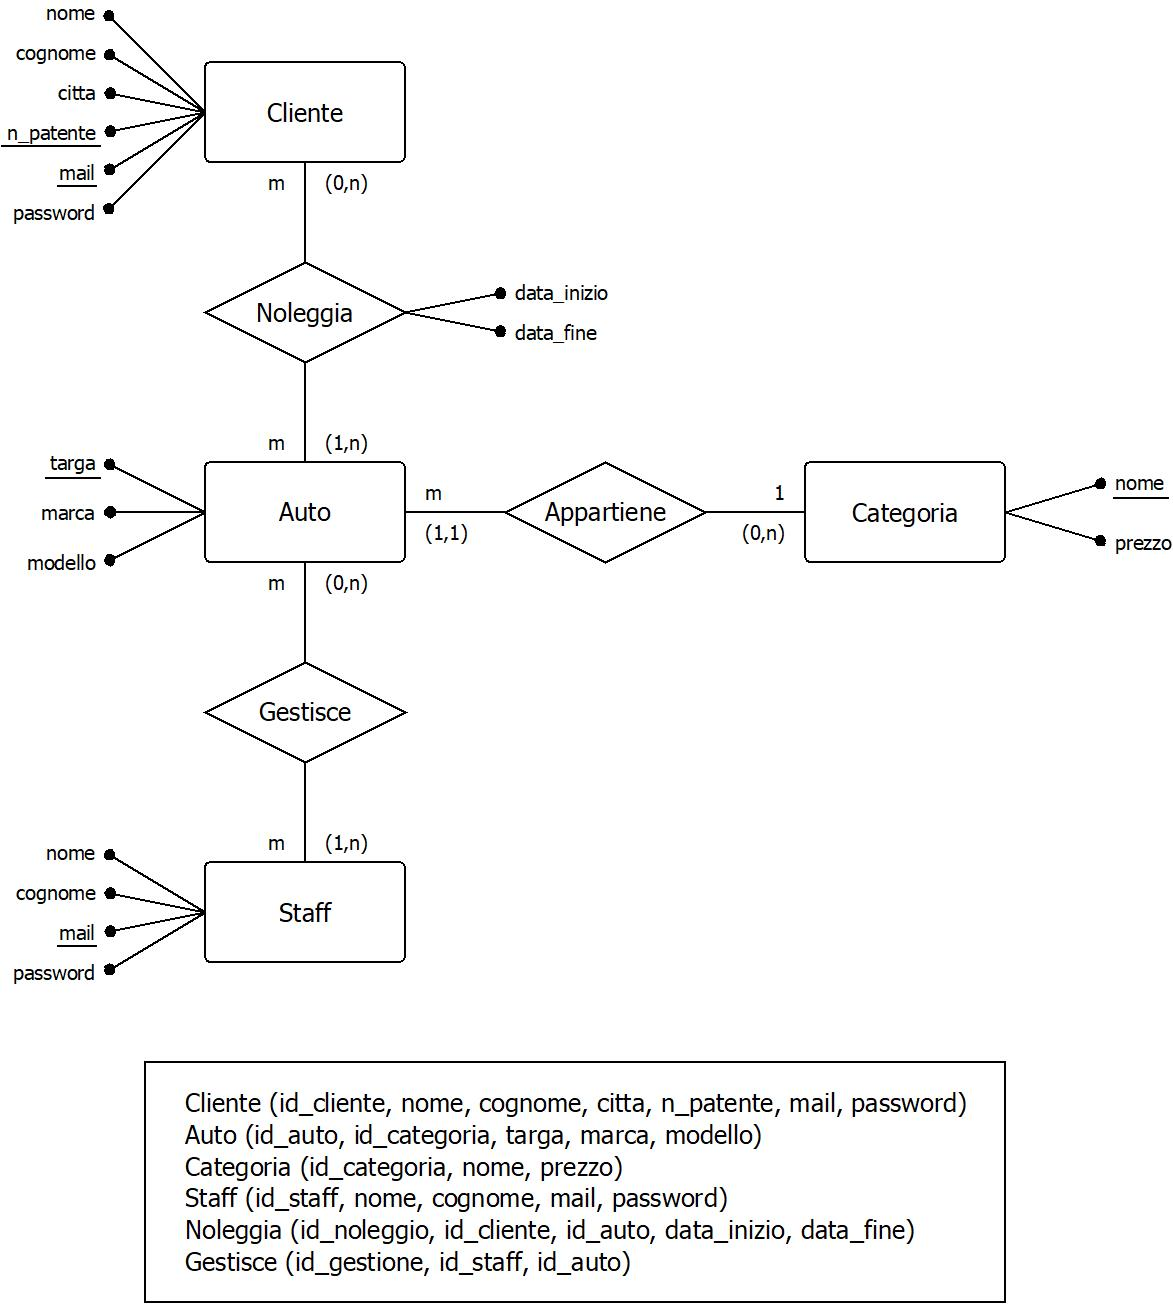 nome
cognome
citta
n_patente
mail
password
Cliente
m (0,n)
Noleggia
data_inizio
data_fine
m (1,n)
targa
marca
modello
Auto
m
(1,1)
Appartiene
1
(0,n)
Categoria
nome
prezzo
m (0,n)
Gestisce
m (1,n)
nome
cognome
mail
password
Staff
Cliente (id_cliente, nome, cognome, citta, n_patente, mail, password)
Auto (id_auto, id_categoria, targa, marca, modello)
Categoria (id_categoria, nome, prezzo)
Staff (id_staff, nome, cognome, mail, password)
Noleggia (id_noleggio, id_cliente, id_auto, data_inizio, data_fine)
Gestisce (id_gestione, id_staff, id_auto)